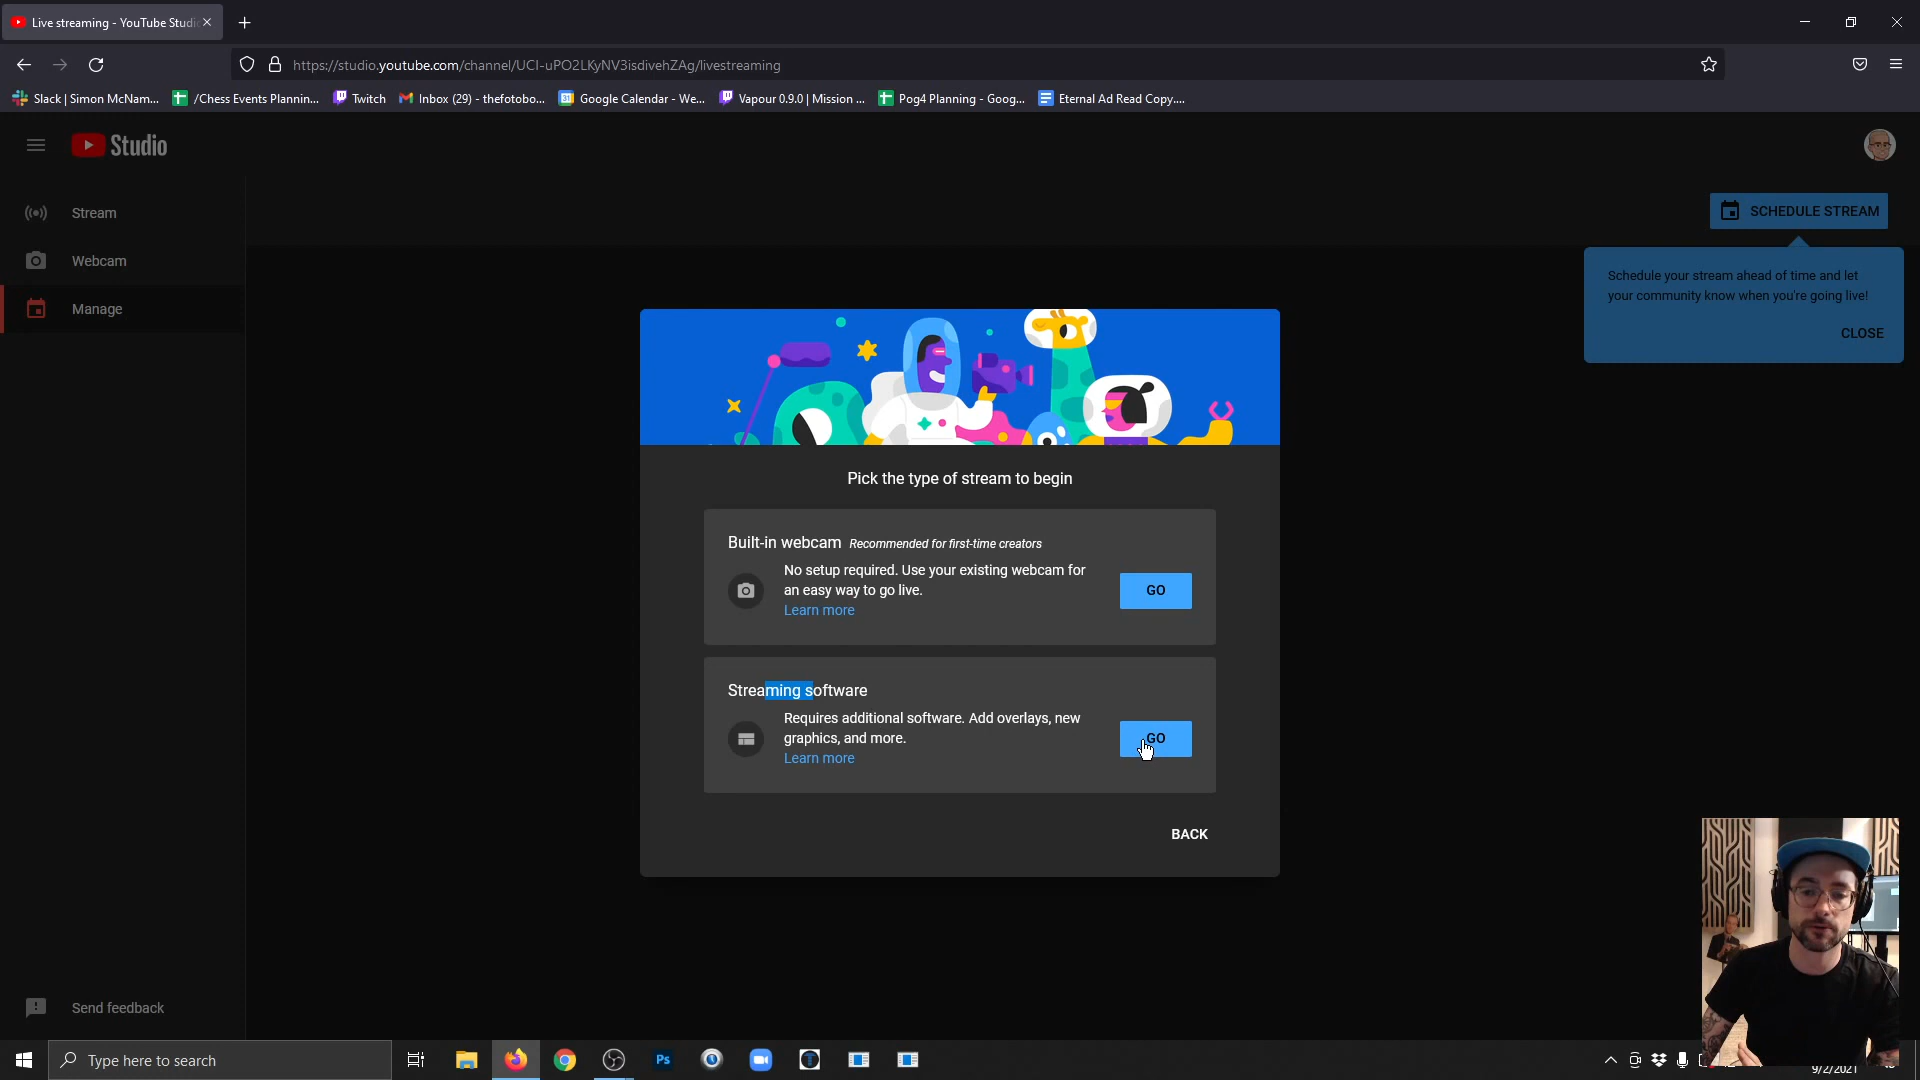 Live streaming - YouTube Studi
https://studio.youtube.com/channel/UCI-uPO2LKyNV3isdivehZAg/livestreaming
Slack | Simon McNam... /Chess Events Plannin... Twitch Inbox (29) - thefotobo... Google Calendar - We... Vapour 0.9.0 | Mission ... Pog4 Planning - Goog... Eternal Ad Read Copy....
Studio
Stream
SCHEDULE STREAM
Webcam
Schedule your stream ahead of time and let
your community know when you're going live!
Manage
CLOSE
Pick the type of stream to begin
Built-in webcam Recommended for first-time creators
No setup required. Use your existing webcam for
an easy way to go live.
GO
Learn more
Streaming software
Requires additional software. Add overlays, new
graphics, and more.
GO
Learn more
BACK
Send feedback
Type here to search
Ps
9/2/2021